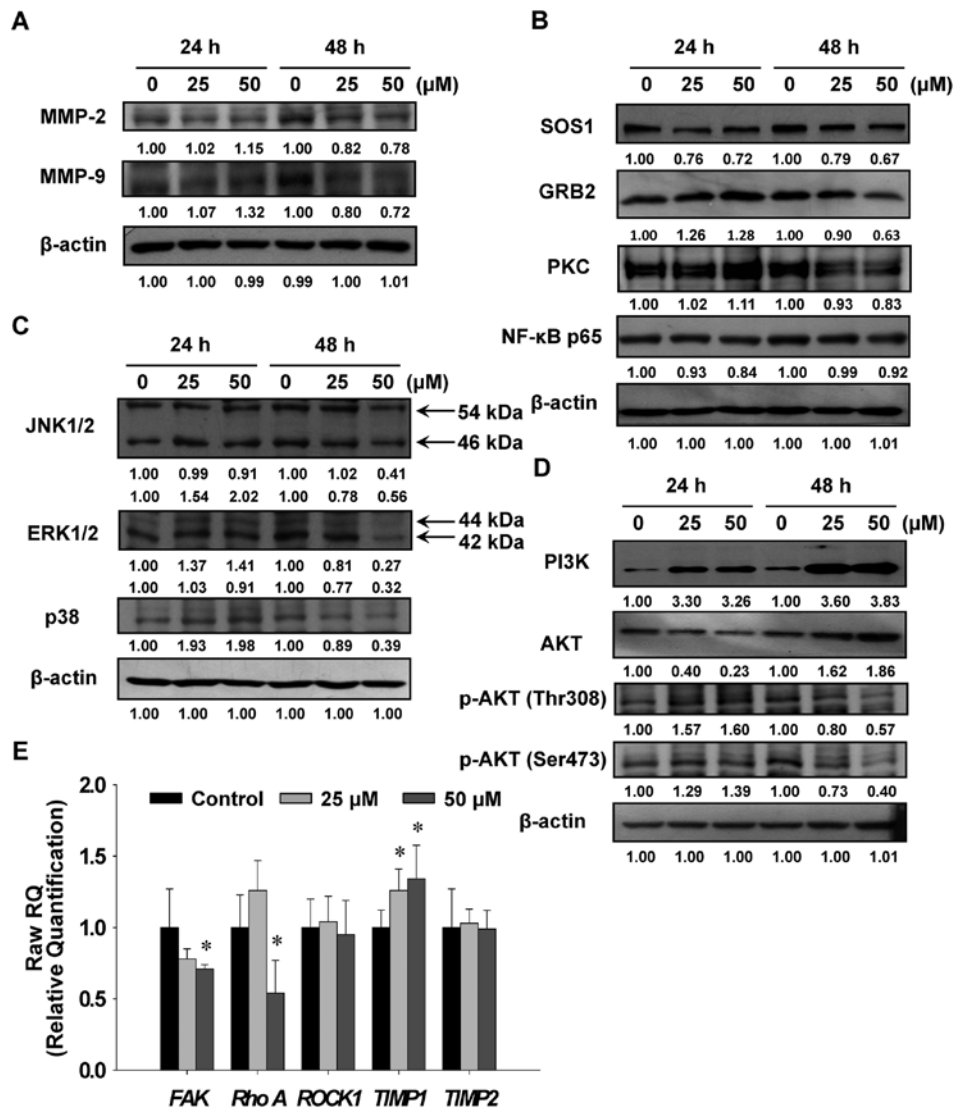 A
24 h 48 h
0 25 50 0 25 50 (μM)
MMP-2
1.00 1.02 1.15 1.00 0.82 0.78
MMP-9
1.00 1.07 1.32 1.00 0.80 0.72
β-actin
1.00 1.00 0.99 0.99 1.00 1.01
B
24 h 48 h
0 25 50 0 25 50 (μM)
SOS1
1.00 0.76 0.72 1.00 0.79 0.67
GRB2
1.00 1.26 1.28 1.00 0.90 0.63
PKC
1.00 1.02 1.11 1.00 0.93 0.83
NF-κB p65
1.00 0.93 0.84 1.00 0.99 0.92
β-actin
1.00 1.00 1.00 1.00 1.00 1.01
C
24 h 48 h
0 25 50 0 25 50 (μM)
JNK1/2
54 kDa
46 kDa
1.00 0.99 0.91 1.00 1.02 0.41
1.00 1.54 2.02 1.00 0.78 0.56
ERK1/2
44 kDa
42 kDa
1.00 1.37 1.41 1.00 0.81 0.27
1.00 1.03 0.91 1.00 0.77 0.32
p38
1.00 1.93 1.98 1.00 0.89 0.39
β-actin
1.00 1.00 1.00 1.00 1.00 1.00
D
24 h 48 h
0 25 50 0 25 50 (μM)
PI3K
1.00 3.30 3.26 1.00 3.60 3.83
AKT
1.00 0.40 0.23 1.00 1.62 1.86
p-AKT (Thr308)
1.00 1.57 1.60 1.00 0.80 0.57
p-AKT (Ser473)
1.00 1.29 1.39 1.00 0.73 0.40
β-actin
1.00 1.00 1.00 1.00 1.00 1.01
E
Raw RQ
(Relative Quantification)
2.0
1.5
1.0
0.5
0.0
Control 25 μM 50 μM
* * * *
FAK Rho A ROCK1 TIMP1 TIMP2